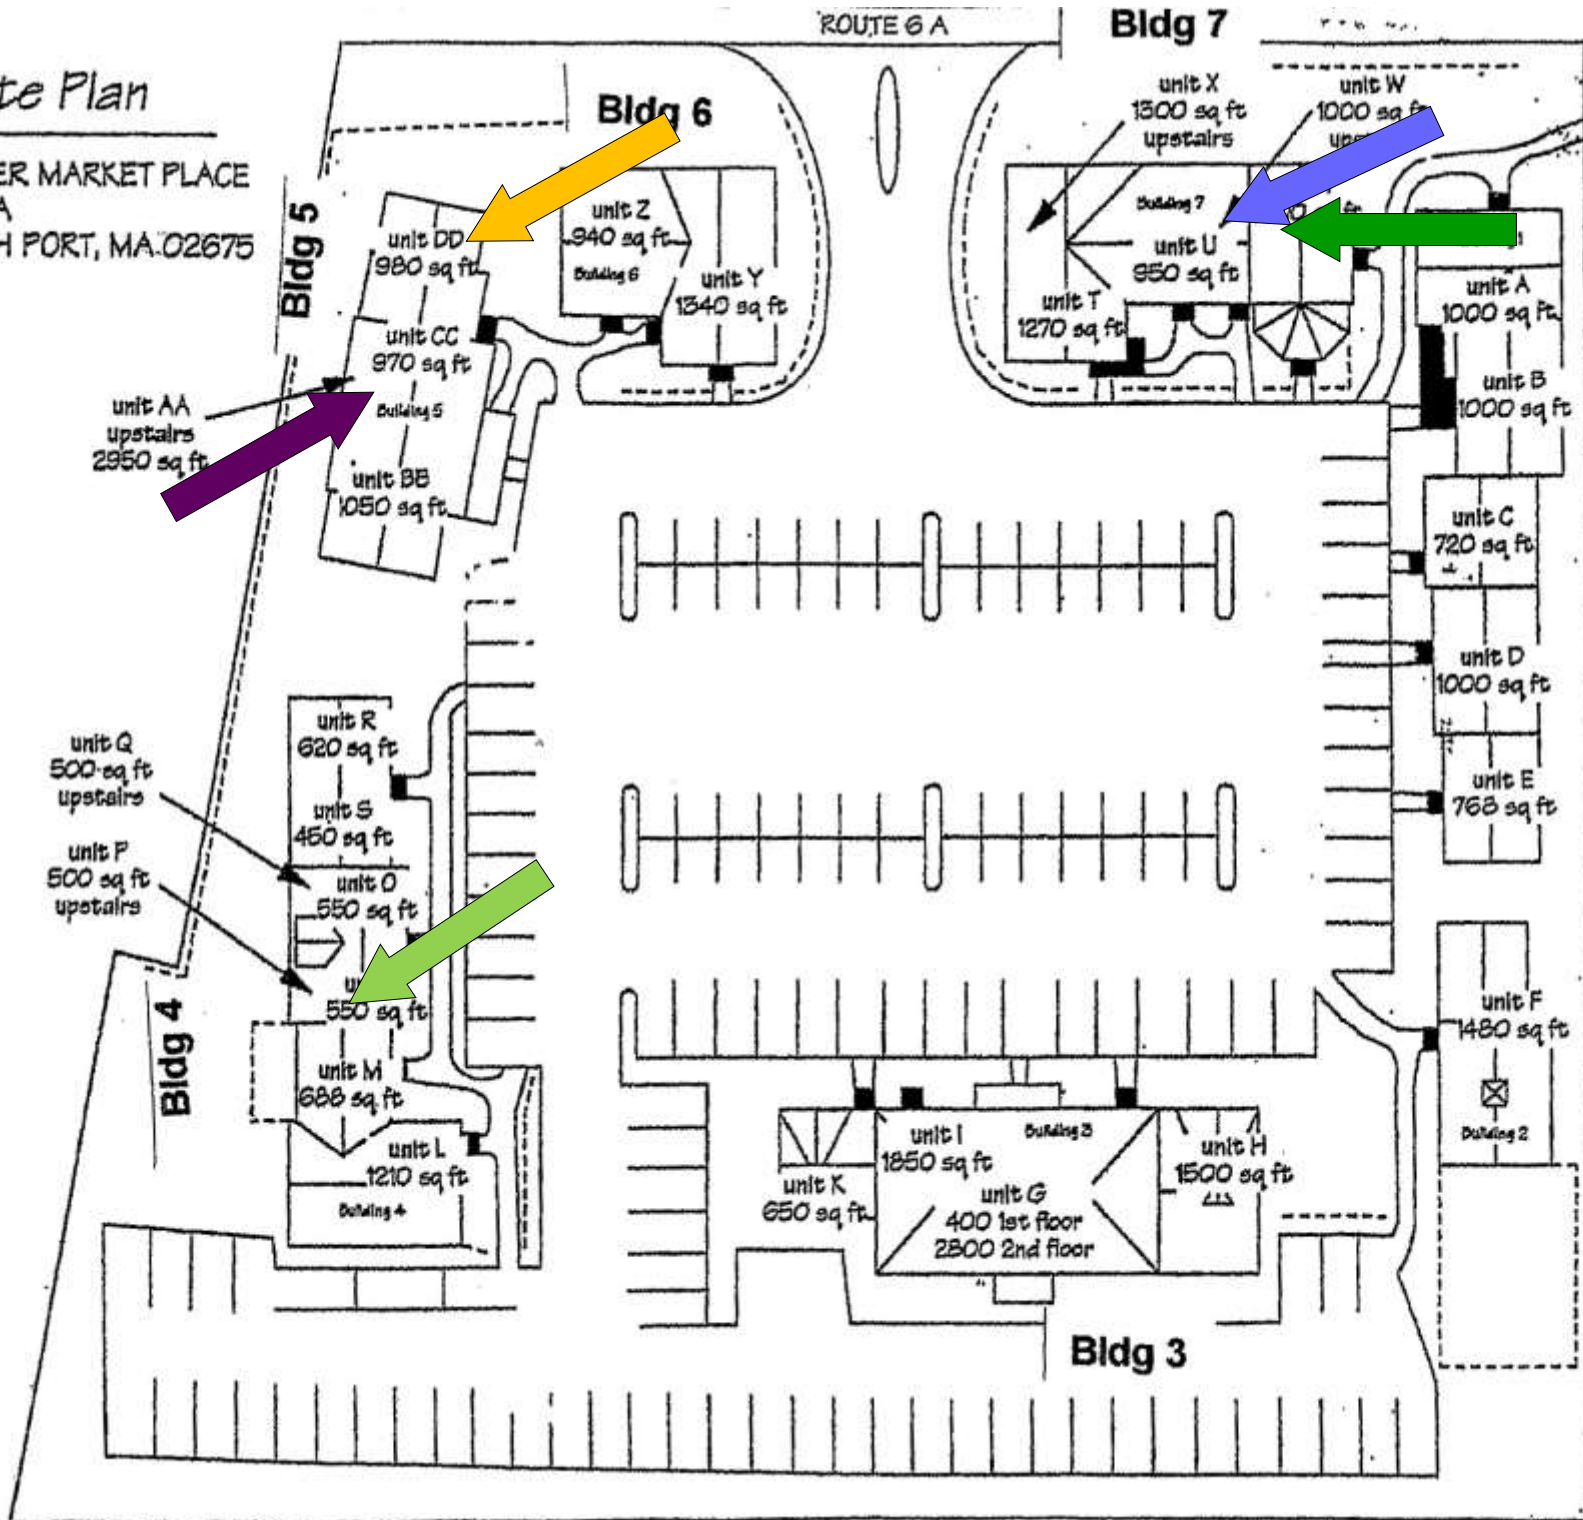 ROUTE 6 A
Bldg 7
te Plan
ER MARKET PLACE
A
H PORT, MA 02675
Bldg 6
unit X
1300 sq ft
upstairs
unit W
1000 sq ft
Bldg 5
unit DD
980 sq ft
unit CC
970 sq ft
unit AA
upstairs
2950 sq ft
Building 5
unit BB
1050 sq ft
unit Z
940 sq ft
Building 6
unit Y
1340 sq ft
Building 7
unit U
950 sq ft
unit T
1270 sq ft
unit A
1000 sq ft
unit B
1000 sq ft
unit C
720 sq ft
unit D
1000 sq ft
unit E
768 sq ft
unit R
620 sq ft
unit Q
500 sq ft
upstairs
unit S
450 sq ft
unit P
500 sq ft
upstairs
unit O
550 sq ft
550 sq ft
Bldg 4
unit M
688 sq ft
unit L
1210 sq ft
Building 4
unit F
1480 sq ft
Building 2
unit I
1850 sq ft
Building 3
unit H
1500 sq ft
unit K
650 sq ft
unit G
400 1st floor
2800 2nd floor
Bldg 3